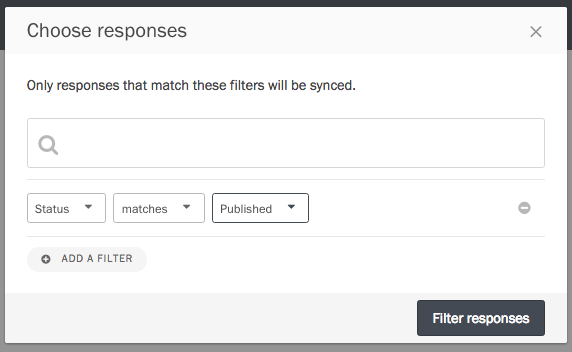 Choose responses
Only responses that match these filters will be synced.
Status matches Published
ADD A FILTER
Filter responses